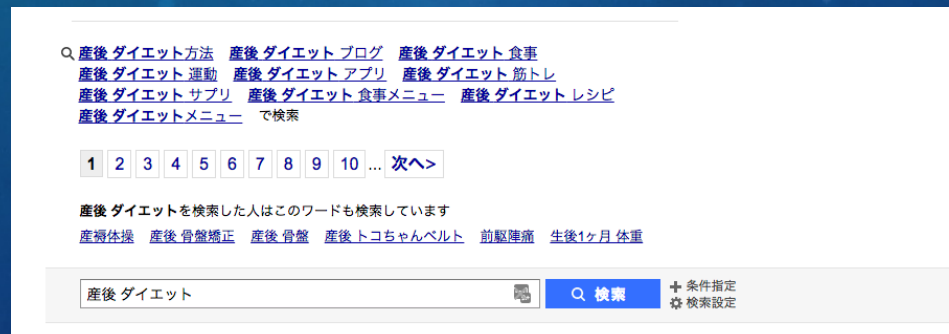 産後 ダイエット方法 産後 ダイエット ブログ 産後 ダイエット 食事
産後 ダイエット 運動 産後 ダイエット アプリ 産後 ダイエット 筋トレ
産後 ダイエット サプリ 産後 ダイエット 食事メニュー 産後 ダイエット レシピ
産後 ダイエットメニュー で検索
1 2 3 4 5 6 7 8 9 10 ... 次へ>
産後 ダイエットを検索した人はこのワードも検索しています
産褥体操 産後 骨盤矯正 産後 骨盤 産後 トコちゃんベルト 前駆陣痛 生後1ヶ月 体重
産後 ダイエット 検索 条件指定
検索設定